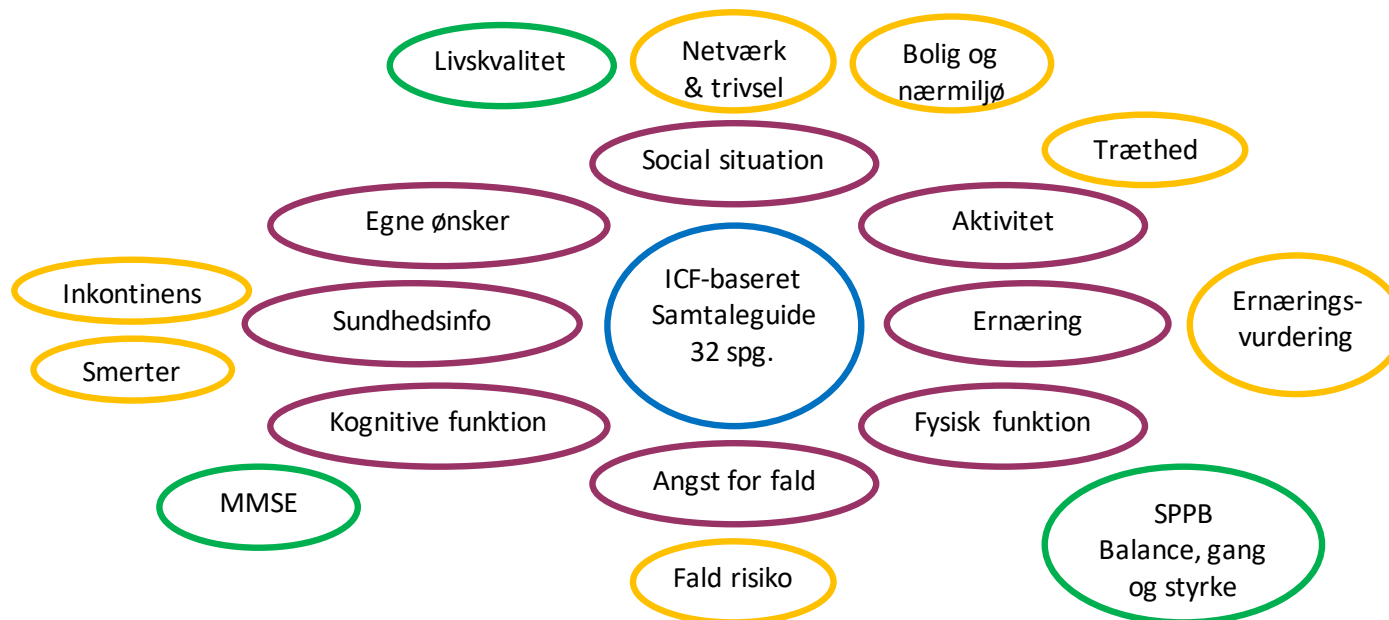 Livskvalitet
Netværk
& trivsel
Bolig og
nærmiljø
Træthed
Social situation
Egne ønsker
Aktivitet
Inkontinens
Sundhedsinfo
ICF-baseret
Samtaleguide
32 spg.
Ernæring
Ernærings-
vurdering
Smerter
Kognitive funktion
Fysisk funktion
Angst for fald
MMSE
SPPB
Balance, gang
og styrke
Fald risiko